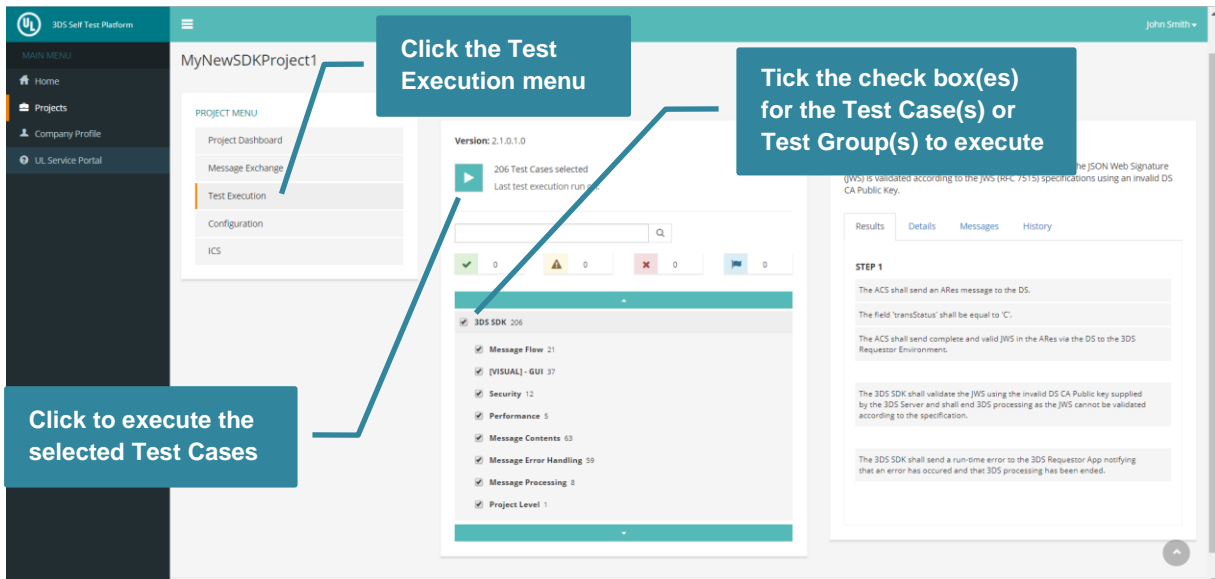 UL
3DS Self Test Platform
John Smith
MAIN MENU
Home
Projects
Company Profile
UL Service Portal
MyNewSDKProject1
Click the Test
Execution menu
Tick the check box(es)
for the Test Case(s) or
Test Group(s) to execute
Click to execute the
selected Test Cases
PROJECT MENU
Project Dashboard
Message Exchange
Test Execution
Configuration
ICS
Version: 2.1.0.1.0
206 Test Cases selected
Last test execution run on:
0
0
0
0
3DS SDK 206
Message Flow 21
[VISUAL] - GUI 37
Security 12
Performance 5
Message Contents 63
Message Error Handling 59
Message Processing 8
Project Level 1
he JSON Web Signature
(JWS) is validated according to the JWS (RFC 7515) specifications using an invalid DS
CA Public Key.
Results Details Messages History
STEP 1
The ACS shall send an ARes message to the DS.
The field 'transStatus' shall be equal to 'C'.
The ACS shall send complete and valid JWS in the ARes via the DS to the 3DS
Requestor Environment.
The 3DS SDK shall validate the JWS using the invalid DS CA Public key supplied
by the 3DS Server and shall end 3DS processing as the JWS cannot be validated
according to the specification.
The 3DS SDK shall send a run-time error to the 3DS Requestor App notifying
that an error has occured and that 3DS processing has been ended.